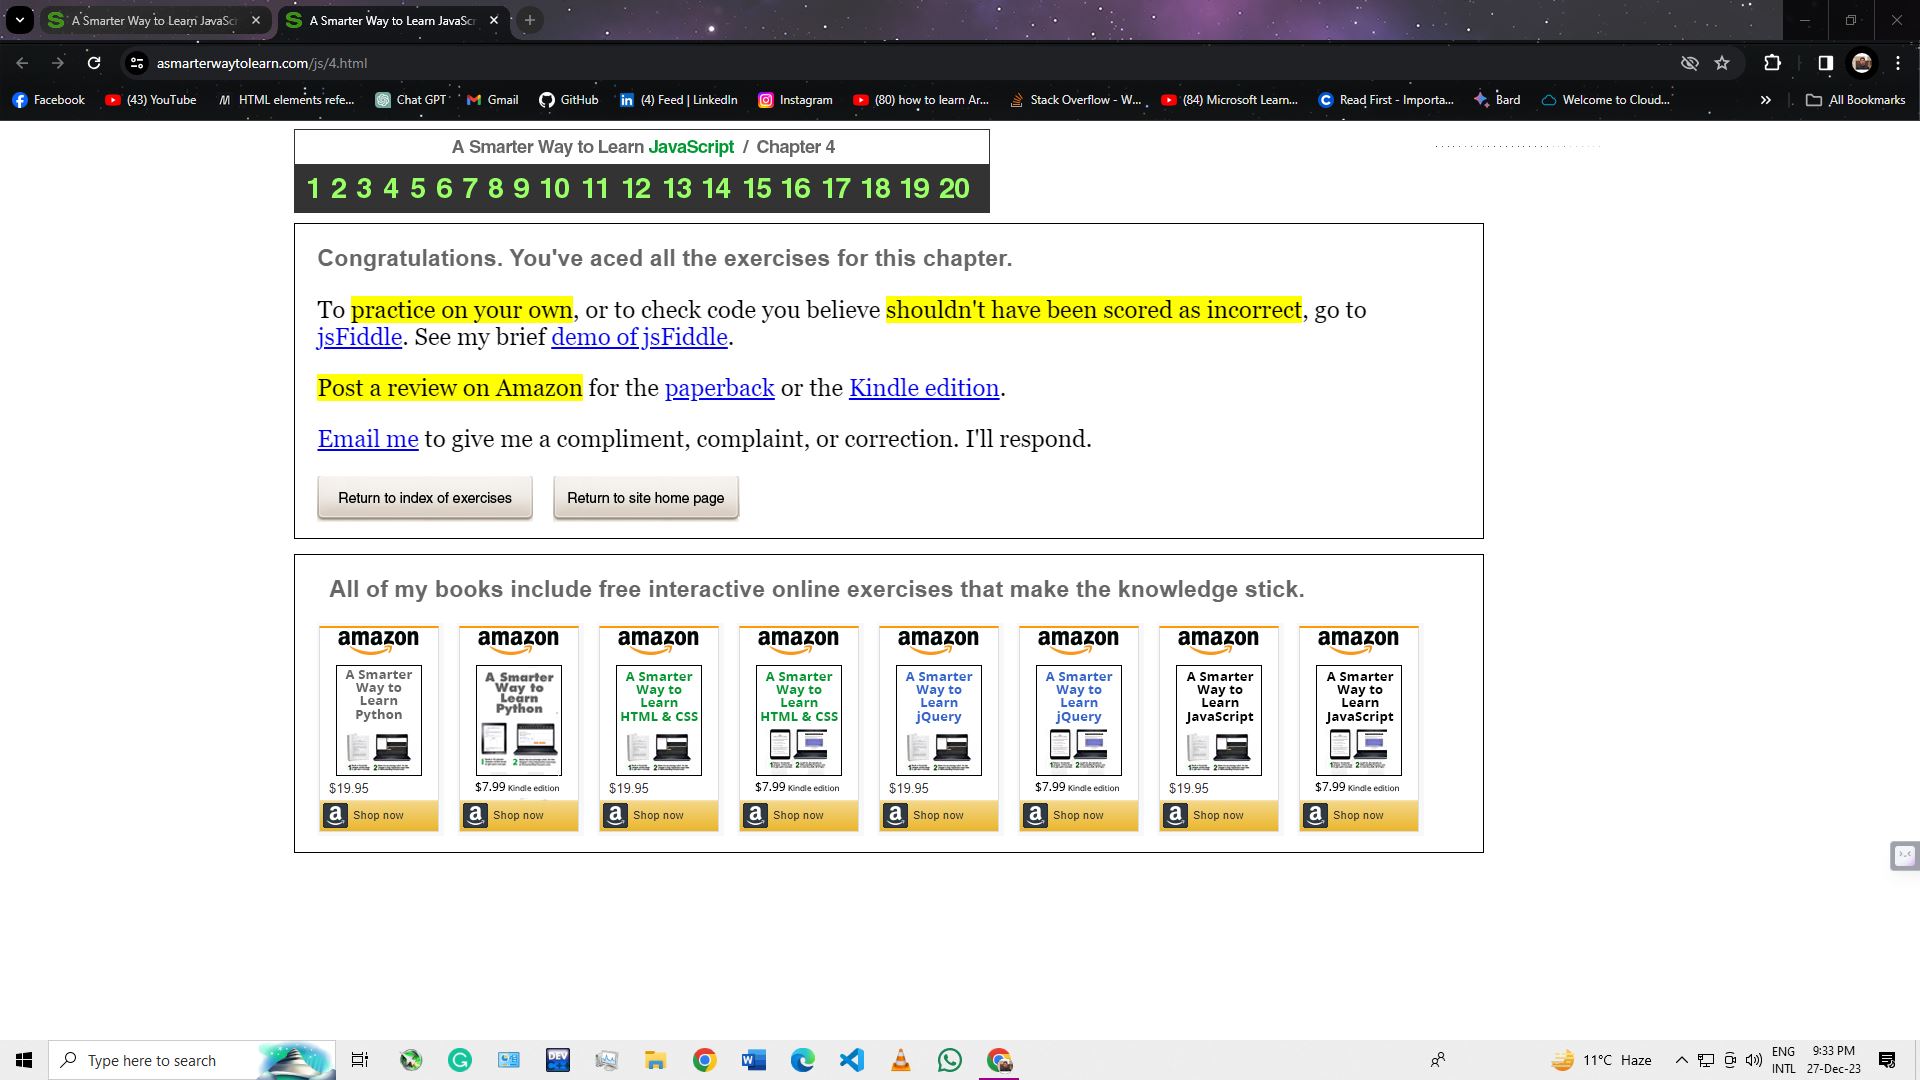 A Smarter Way to Learn JavaSc
A Smarter Way to Learn JavaSc
asmarterwaytolearn.com/js/4.html
Facebook
(43) YouTube
HTML elements refe...
Chat GPT
Gmail
GitHub
(4) Feed | LinkedIn
Instagram
(80) how to learn Ar...
Stack Overflow - W...
(84) Microsoft Learn...
Read First - Importa...
Bard
Welcome to Cloud...
All Bookmarks
A Smarter Way to Learn JavaScript / Chapter 4
1 2 3 4 5 6 7 8 9 10 11 12 13 14 15 16 17 18 19 20
Congratulations. You've aced all the exercises for this chapter.
To practice on your own, or to check code you believe shouldn't have been scored as incorrect, go to
jsFiddle. See my brief demo of jsFiddle.
Post a review on Amazon for the paperback or the Kindle edition.
Email me to give me a compliment, complaint, or correction. I'll respond.
Return to index of exercises
Return to site home page
All of my books include free interactive online exercises that make the knowledge stick.
amazon
A Smarter
Way to
Learn
Python
$19.95
Shop now
amazon
A Smarter
Way to
Learn
Python
$7.99 Kindle edition
Shop now
amazon
A Smarter
Way to
Learn
HTML & CSS
$19.95
Shop now
amazon
A Smarter
Way to
Learn
HTML & CSS
$7.99 Kindle edition
Shop now
amazon
A Smarter
Way to
Learn
jQuery
$19.95
Shop now
amazon
A Smarter
Way to
Learn
jQuery
$7.99 Kindle edition
Shop now
amazon
A Smarter
Way to
Learn
JavaScript
$19.95
Shop now
amazon
A Smarter
Way to
Learn
JavaScript
$7.99 Kindle edition
Shop now
Type here to search
DEV
11°C Haze
ENG
INTL
9:33 PM
27-Dec-23